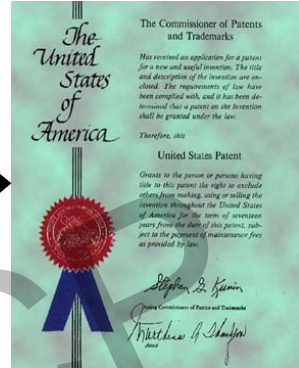 The
United
States
of
America
The Commissioner of Patents
and Trademarks
Has received an application for a patent
for a new and useful invention. The title
and description of the invention are en-
closed. The requirements of law have
been complied with, and it has been de-
termined that a patent on the invention
shall be granted under the law.
Therefore, this
United States Patent
Grants to the person or persons having
title to this patent the right to exclude
others from making, using or selling the
invention throughout the United States
of America for the term of seventeen
years from the date of this patent, sub-
ject to the payment of maintenance fees
as provided by law.
Acting Commissioner of Patents and Trademarks